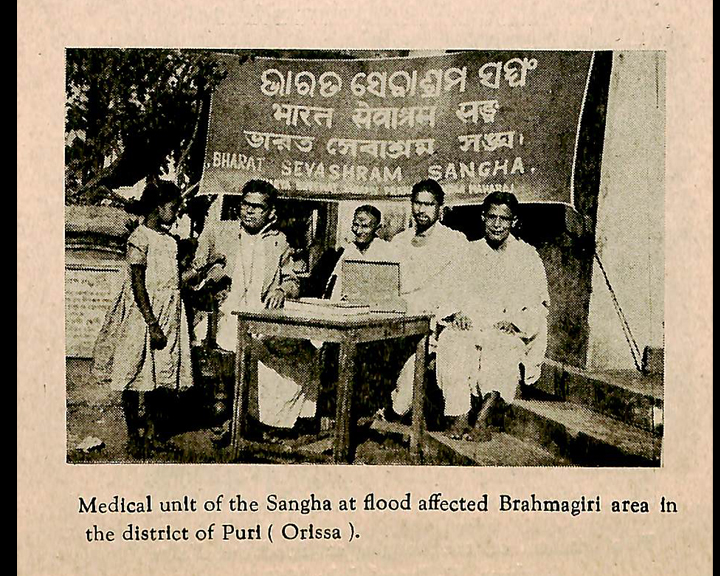 ଭାରତ ସେବାଶ୍ରମ ସଙ୍ଘ
भारत सेवाश्रम सङ्घ
ভারত সেবাশ্রম সঙ্ঘ।
BHARAT SEVASHRAM SANGHA.
Medical unit of the Sangha at flood affected Brahmagiri area in
the district of Puri ( Orissa ).